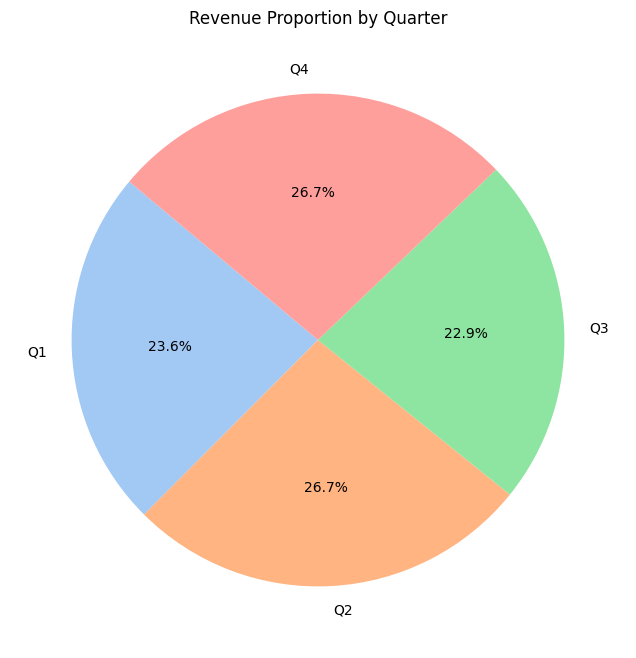 Revenue Proportion by Quarter
Q4
26.7%
Q1
23.6%
22.9%
Q3
26.7%
Q2